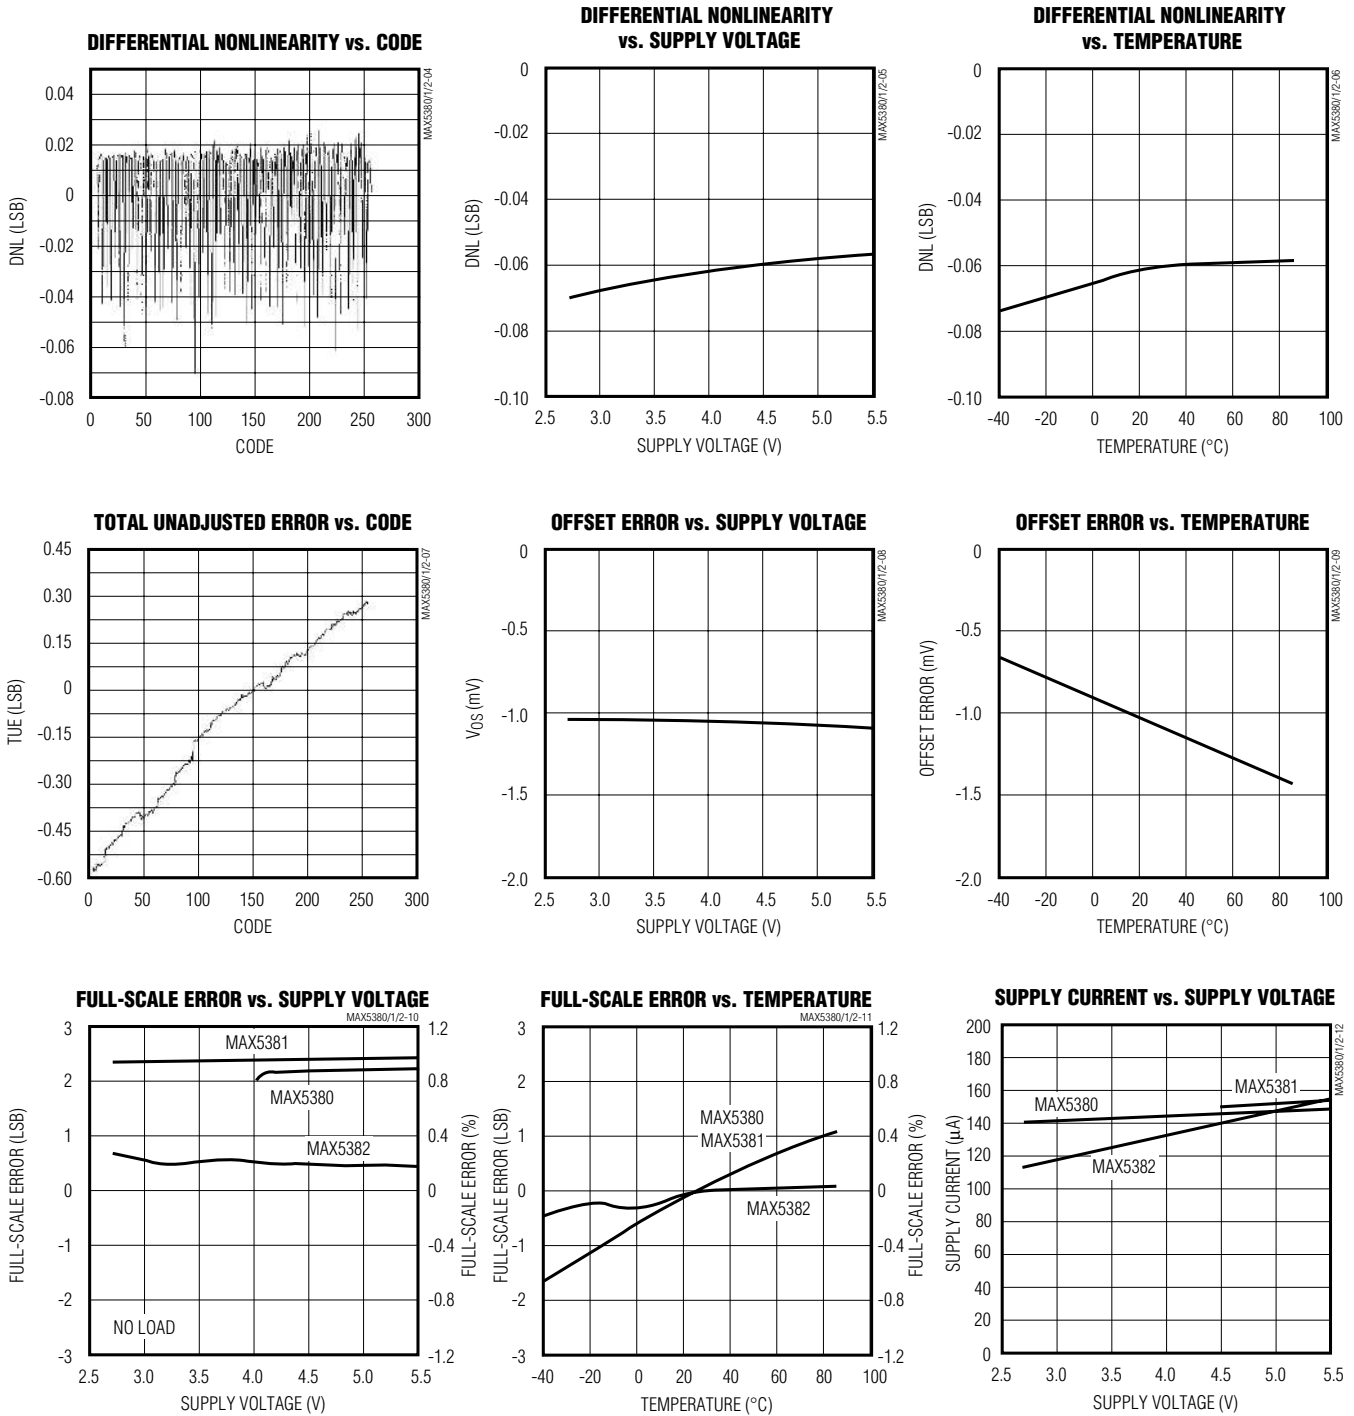 DIFFERENTIAL NONLINEARITY vs. CODE
MAX5380/1/2-04
0.04
0.02
0
-0.02
-0.04
-0.06
-0.08
DNL (LSB)
0 50 100 150 200 250 300
CODE
DIFFERENTIAL NONLINEARITY
vs. SUPPLY VOLTAGE
MAX5380/1/2-05
0
-0.02
-0.04
-0.06
-0.08
-0.10
DNL (LSB)
2.5 3.0 3.5 4.0 4.5 5.0 5.5
SUPPLY VOLTAGE (V)
DIFFERENTIAL NONLINEARITY
vs. TEMPERATURE
MAX5380/1/2-06
0
-0.02
-0.04
-0.06
-0.08
-0.10
DNL (LSB)
-40 -20 0 20 40 60 80 100
TEMPERATURE (°C)
TOTAL UNADJUSTED ERROR vs. CODE
MAX5380/1/2-07
0.45
0.30
0.15
0
-0.15
-0.30
-0.45
-0.60
TUE (LSB)
0 50 100 150 200 250 300
CODE
OFFSET ERROR vs. SUPPLY VOLTAGE
MAX5380/1/2-08
0
-0.5
-1.0
-1.5
-2.0
VOS (mV)
2.5 3.0 3.5 4.0 4.5 5.0 5.5
SUPPLY VOLTAGE (V)
OFFSET ERROR vs. TEMPERATURE
MAX5380/1/2-09
0
-0.5
-1.0
-1.5
-2.0
OFFSET ERROR (mV)
-40 -20 0 20 40 60 80 100
TEMPERATURE (°C)
FULL-SCALE ERROR vs. SUPPLY VOLTAGE
MAX5380/1/2-10
3
2
1
0
-1
-2
-3
FULL-SCALE ERROR (LSB)
MAX5381
MAX5380
MAX5382
NO LOAD
1.2
0.8
0.4
0
-0.4
-0.8
-1.2
FULL-SCALE ERROR (%)
2.5 3.0 3.5 4.0 4.5 5.0 5.5
SUPPLY VOLTAGE (V)
FULL-SCALE ERROR vs. TEMPERATURE
MAX5380/1/2-11
3
2
1
0
-1
-2
-3
FULL-SCALE ERROR (LSB)
MAX5380
MAX5381
MAX5382
1.2
0.8
0.4
0
-0.4
-0.8
-1.2
FULL-SCALE ERROR (%)
-40 -20 0 20 40 60 80 100
TEMPERATURE (°C)
SUPPLY CURRENT vs. SUPPLY VOLTAGE
MAX5380/1/2-12
200
180
160
140
120
100
80
60
40
20
0
SUPPLY CURRENT (µA)
MAX5381
MAX5380
MAX5382
2.5 3.0 3.5 4.0 4.5 5.0 5.5
SUPPLY VOLTAGE (V)